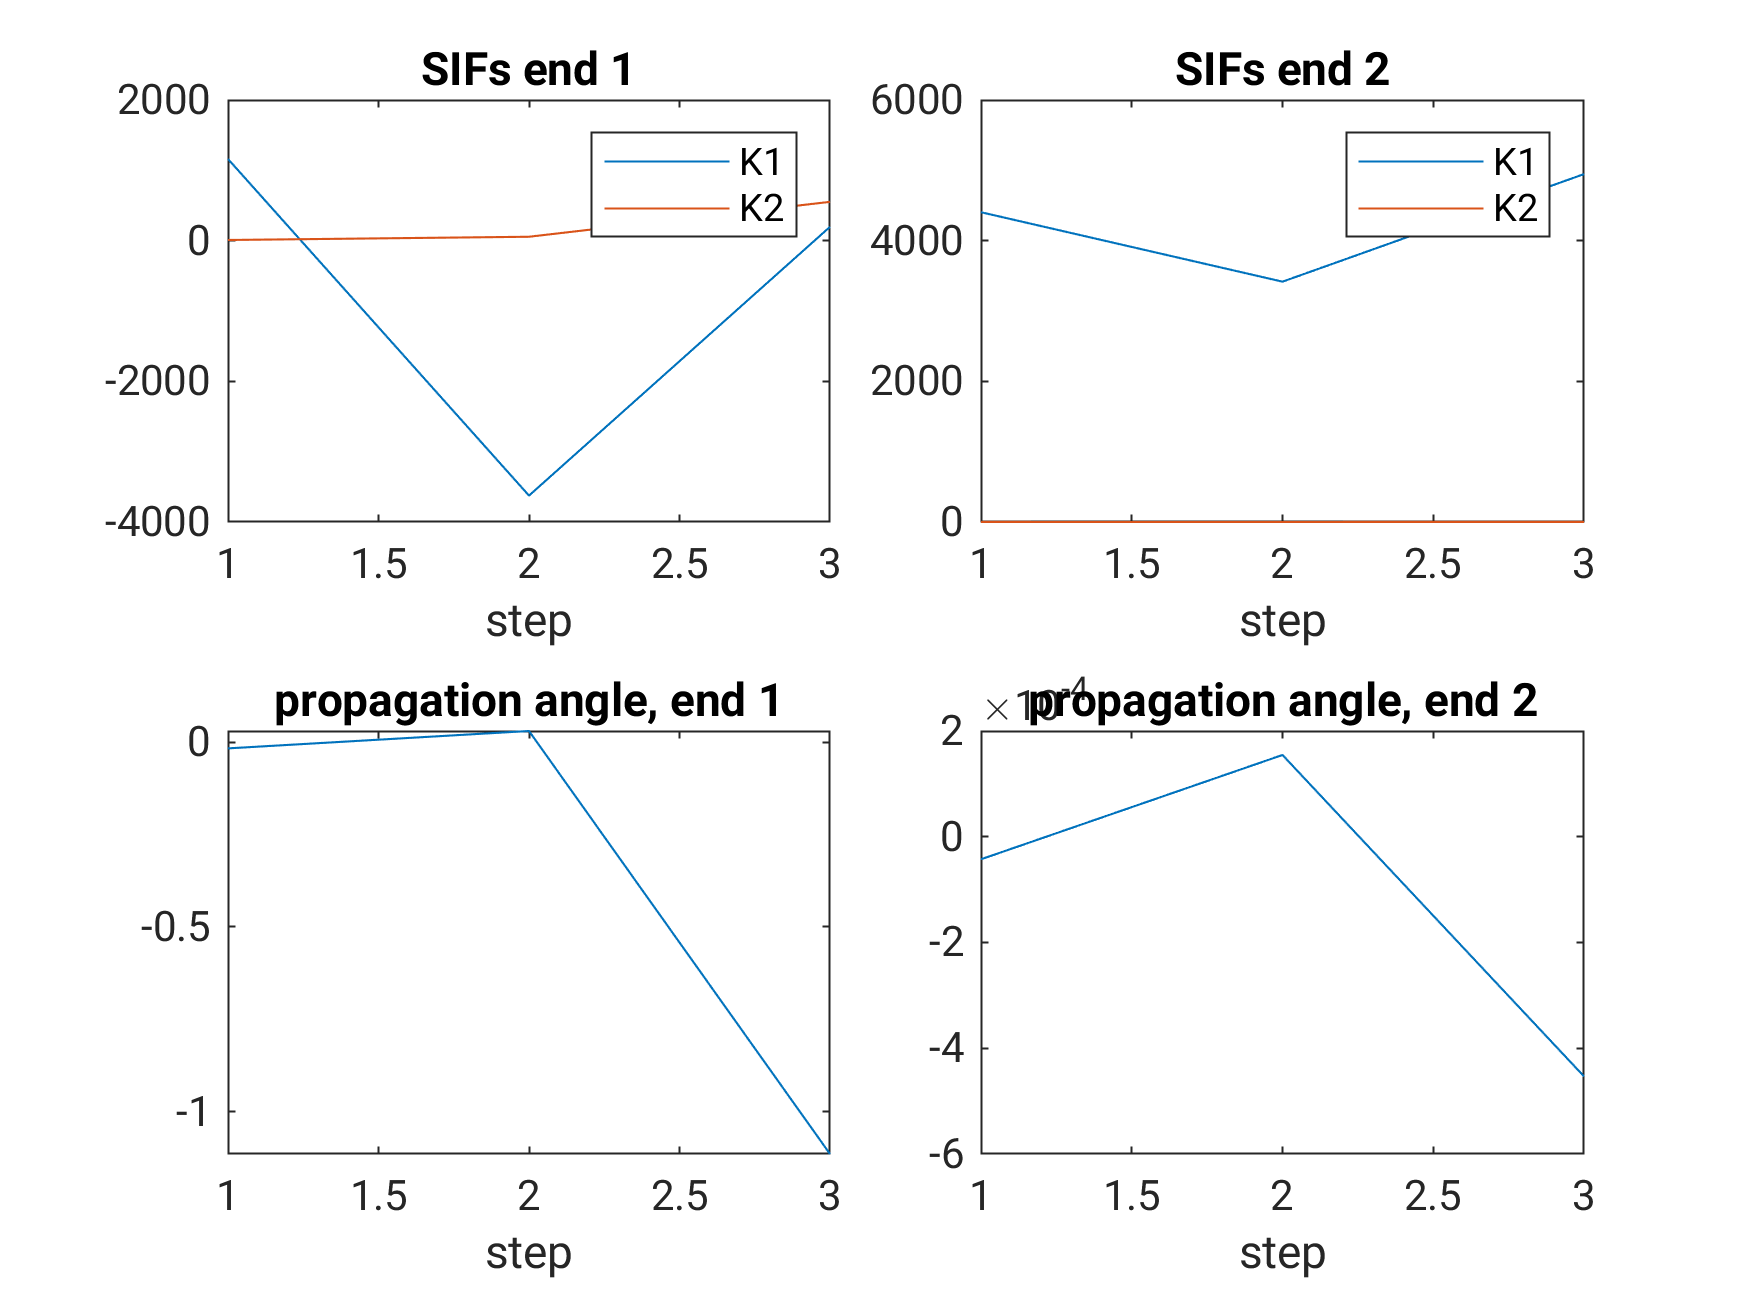 SIFs end 1
2000
0
-2000
-4000
K1
K2
1 1.5 2 2.5 3
step
SIFs end 2
6000
4000
2000
0
K1
K2
1 1.5 2 2.5 3
step
propagation angle, end 1
0
-0.5
-1
1 1.5 2 2.5 3
step
×10-4
propagation angle, end 2
2
0
-2
-4
-6
1 1.5 2 2.5 3
step